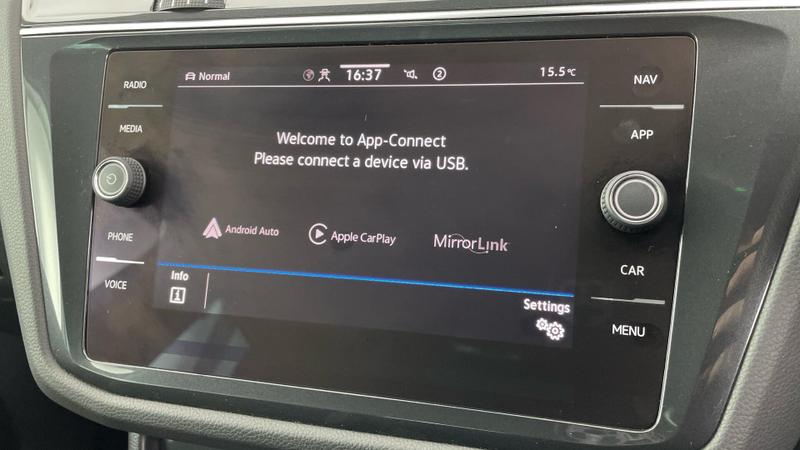 RADIO
MEDIA
PHONE
VOICE
Normal
16:37
2
15.5°C
Welcome to App-Connect
Please connect a device via USB.
Android Auto
Apple CarPlay
MirrorLink
Info
i
Settings
NAV
APP
CAR
MENU